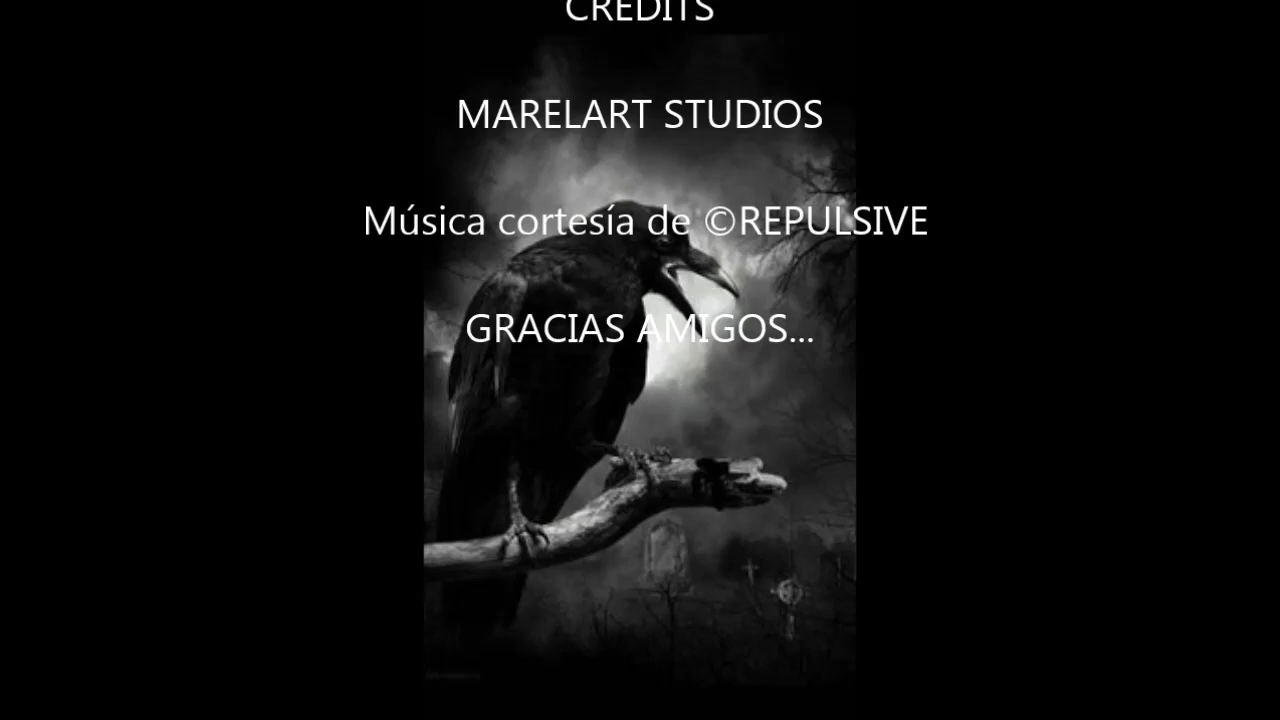 CREDITS
MARELART STUDIOS
Música cortesía de ©REPULSIVE
GRACIAS AMIGOS...